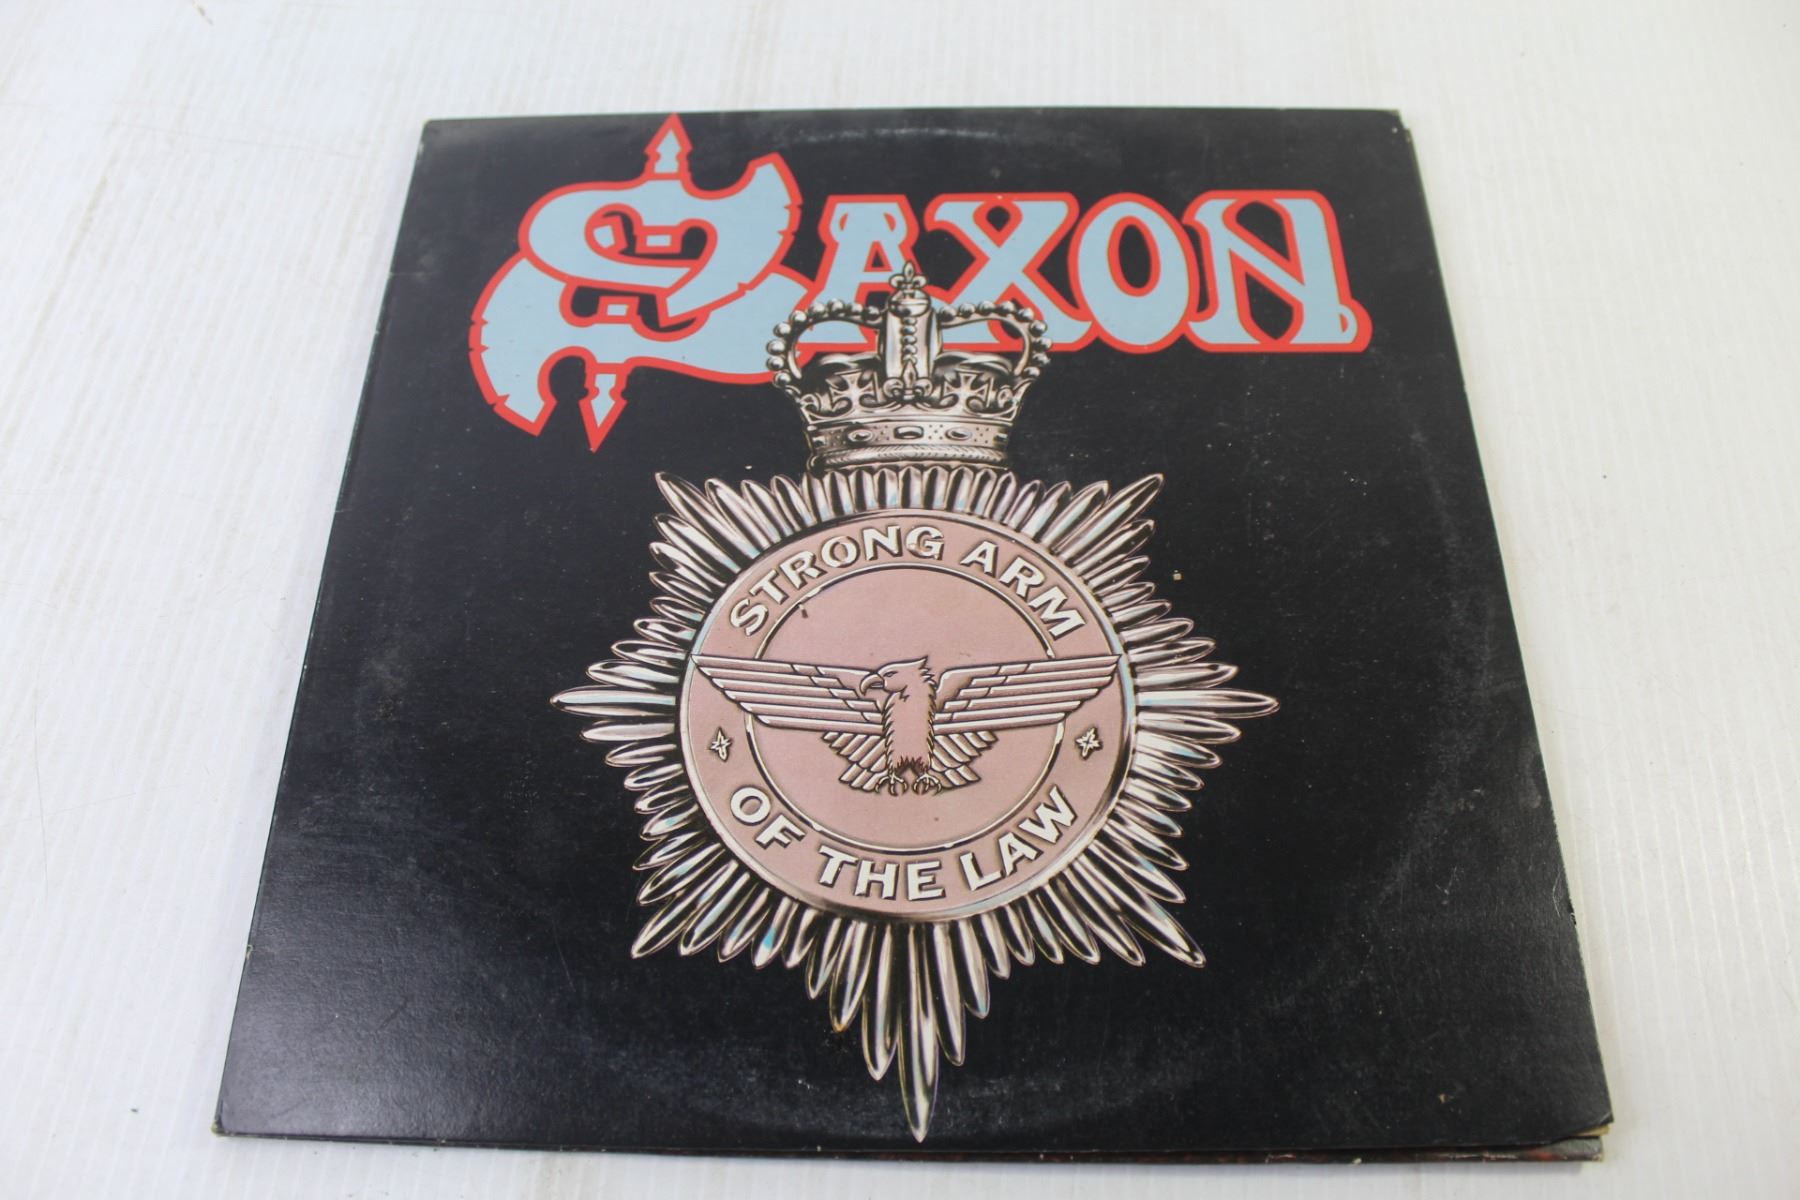 SAXON
STRONG ARM
OF THE LAW